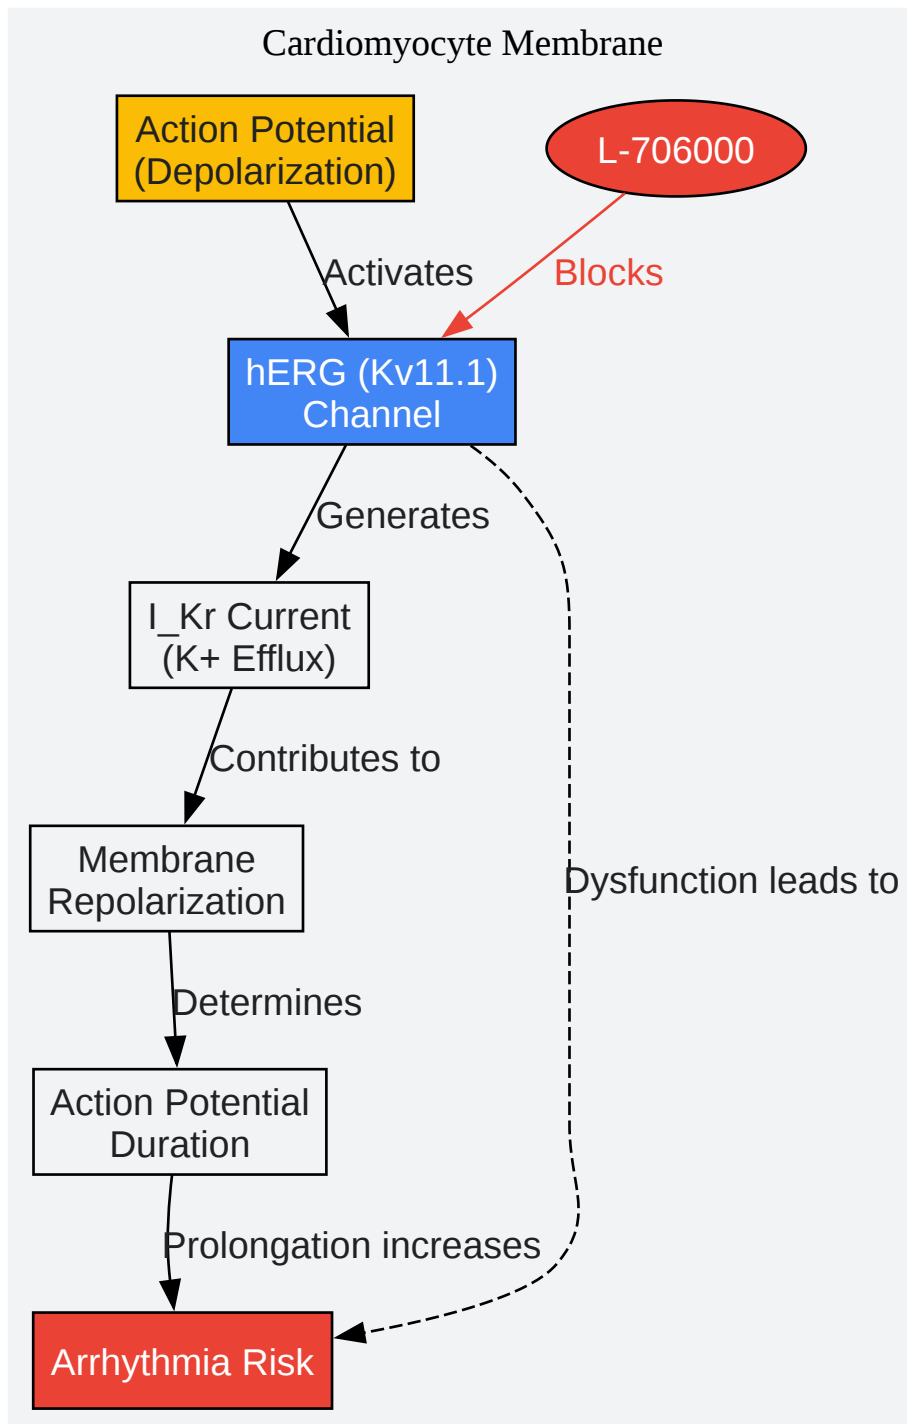 Cardiomyocyte Membrane
Action Potential
(Depolarization)
L-706000
Activates
Blocks
hERG (Kv11.1)
Channel
Generates
I_Kr Current
(K+ Efflux)
Contributes to
Membrane
Repolarization
Dysfunction leads to
Determines
Action Potential
Duration
Prolongation increases
Arrhythmia Risk